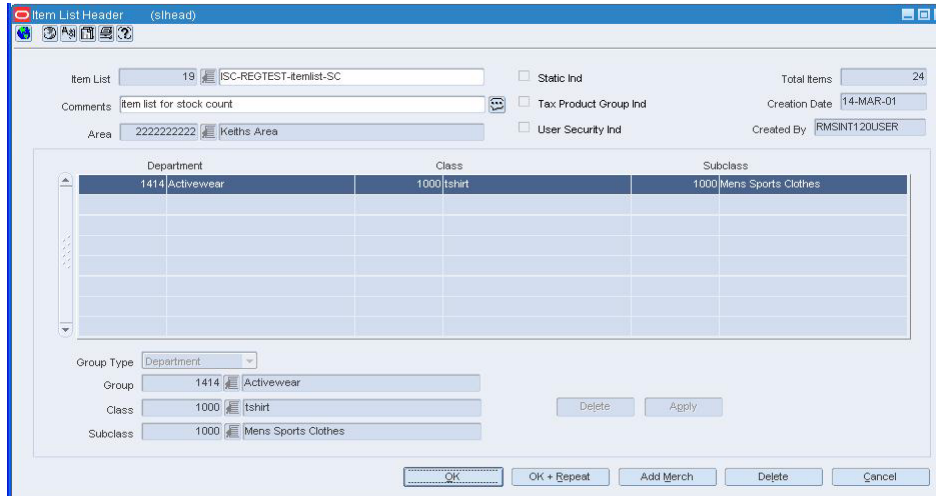 Item List Header (slhead)
Item List 19 ISC-REGTEST-itemlist-SC Static Ind Total Items 24
Comments item list for stock count Tax Product Group Ind Creation Date 14-MAR-01
Area 2222222222 Keiths Area User Security Ind Created By RMSINT120USER
Department Class Subclass
1414 Activewear 1000 tshirt 1000 Mens Sports Clothes
Group Type Department
Group 1414 Activewear
Class 1000 tshirt Delete Apply
Subclass 1000 Mens Sports Clothes
OK OK + Repeat Add Merch Delete Cancel